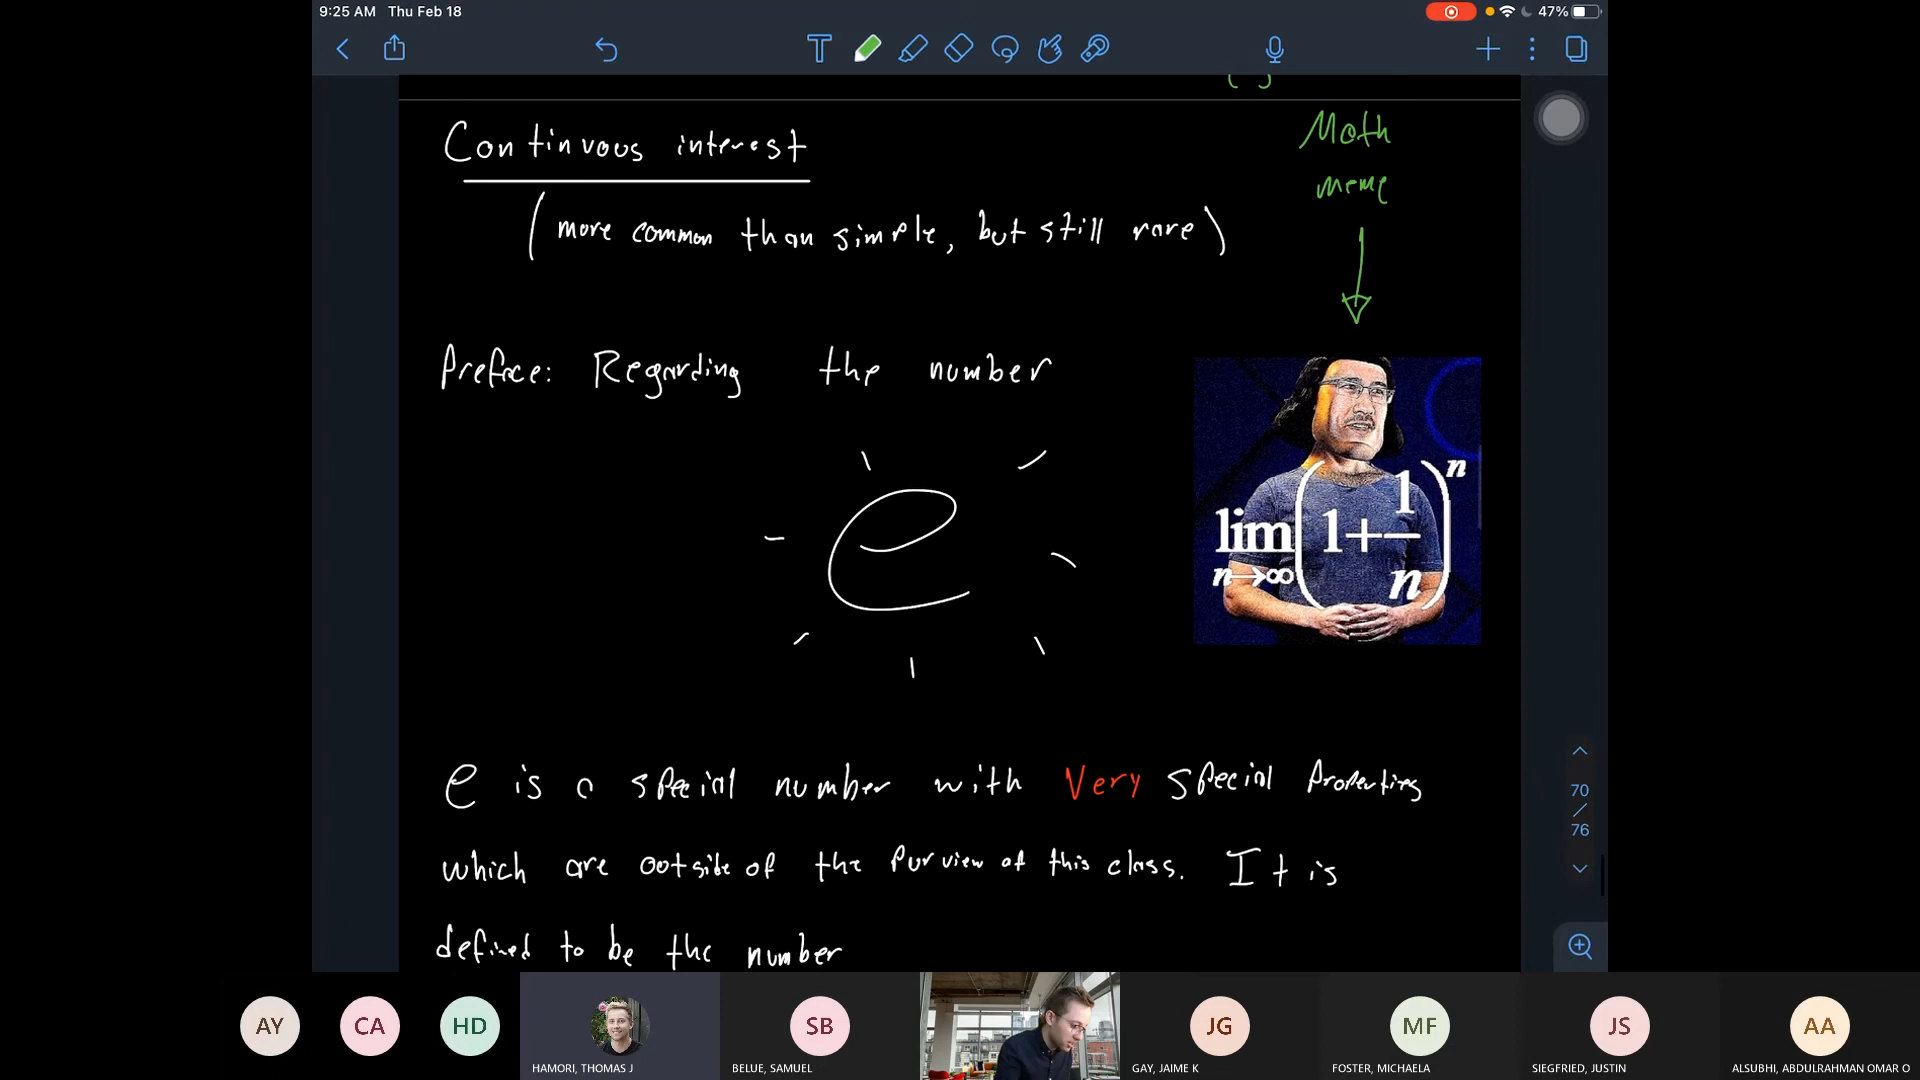 9:25 AM Thu Feb 18
47%
Continuous interest
Math
meme
(more common than simple, but still rare)
Preface: Regarding the number
e
lim n→∞ (1+1/n)^n
e is a special number with Very special properties
which are outside of the purview of this class. It is
defined to be the number
70
/
76
AY
CA
HD
HAMORI, THOMAS J
SB
BELUE, SAMUEL
JG
GAY, JAIME K
MF
FOSTER, MICHAELA
JS
SIEGFRIED, JUSTIN
AA
ALSUBHI, ABDULRAHMAN OMAR O